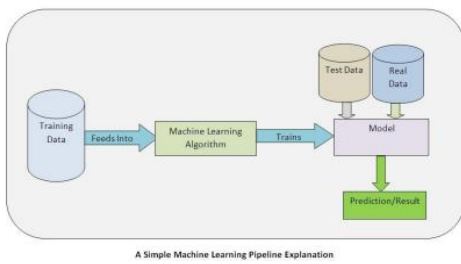 Test Data
Real
Data
Training
Data
Feeds Into
Machine Learning
Algorithm
Trains
Model
Prediction/Result
A Simple Machine Learning Pipeline Explanation